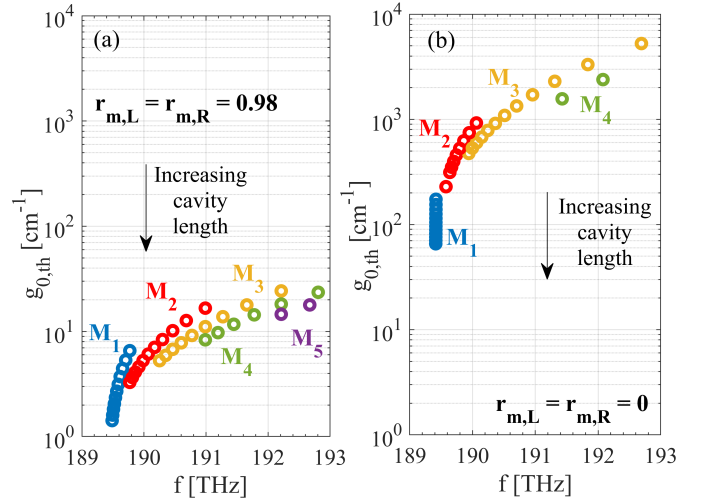 (a)
r_{m,L} = r_{m,R} = 0.98
Increasing
cavity
length
M_1
M_2
M_3
M_4
M_5
g_{0,th} [cm^{-1}]
10^4
10^3
10^2
10^1
10^0
189 190 191 192 193
f [THz]
(b)
M_3
M_4
M_2
M_1
Increasing
cavity
length
r_{m,L} = r_{m,R} = 0
g_{0,th} [cm^{-1}]
10^4
10^3
10^2
10^1
10^0
189 190 191 192 193
f [THz]